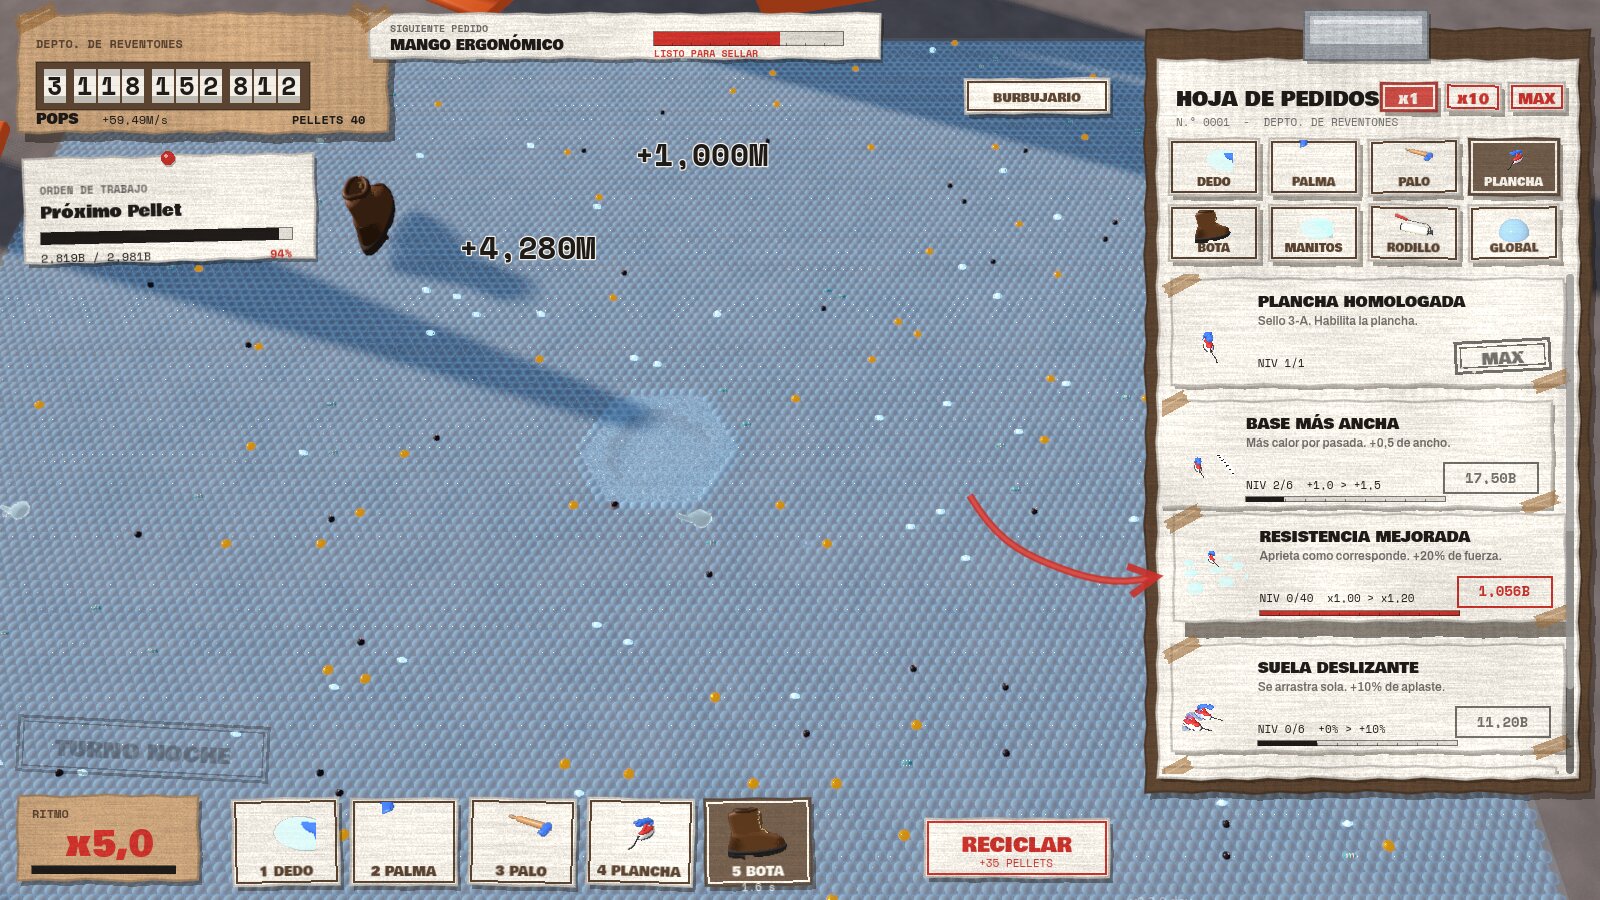 DEPTO. DE REVENTONES
3 118 152 812
POPS +59,49M/s PELLETS 40
SIGUIENTE PEDIDO
MANGO ERGONÓMICO
LISTO PARA SELLAR
BURBUJARIO
ORDEN DE TRABAJO
Próximo Pellet
2,819B / 2,981B 94%
+1,000M
+4,280M
HOJA DE PEDIDOS x1 x10 MAX
N.° 0001 - DEPTO. DE REVENTONES
DEDO PALMA PALO PLANCHA
BOTA MANITOS RODILLO GLOBAL
PLANCHA HOMOLOGADA
Sello 3-A. Habilita la plancha.
NIV 1/1 MAX
BASE MÁS ANCHA
Más calor por pasada. +0,5 de ancho.
NIV 2/6 +1,0 > +1,5 17,50B
RESISTENCIA MEJORADA
Aprieta como corresponde. +20% de fuerza.
NIV 0/40 x1,00 > x1,20 1,056B
SUELA DESLIZANTE
Se arrastra sola. +10% de aplaste.
NIV 0/6 +0% > +10% 11,20B
TURNO NOCHE
RITMO
x5,0
1 DEDO 2 PALMA 3 PALO 4 PLANCHA 5 BOTA
1,6 s
RECICLAR
+35 PELLETS